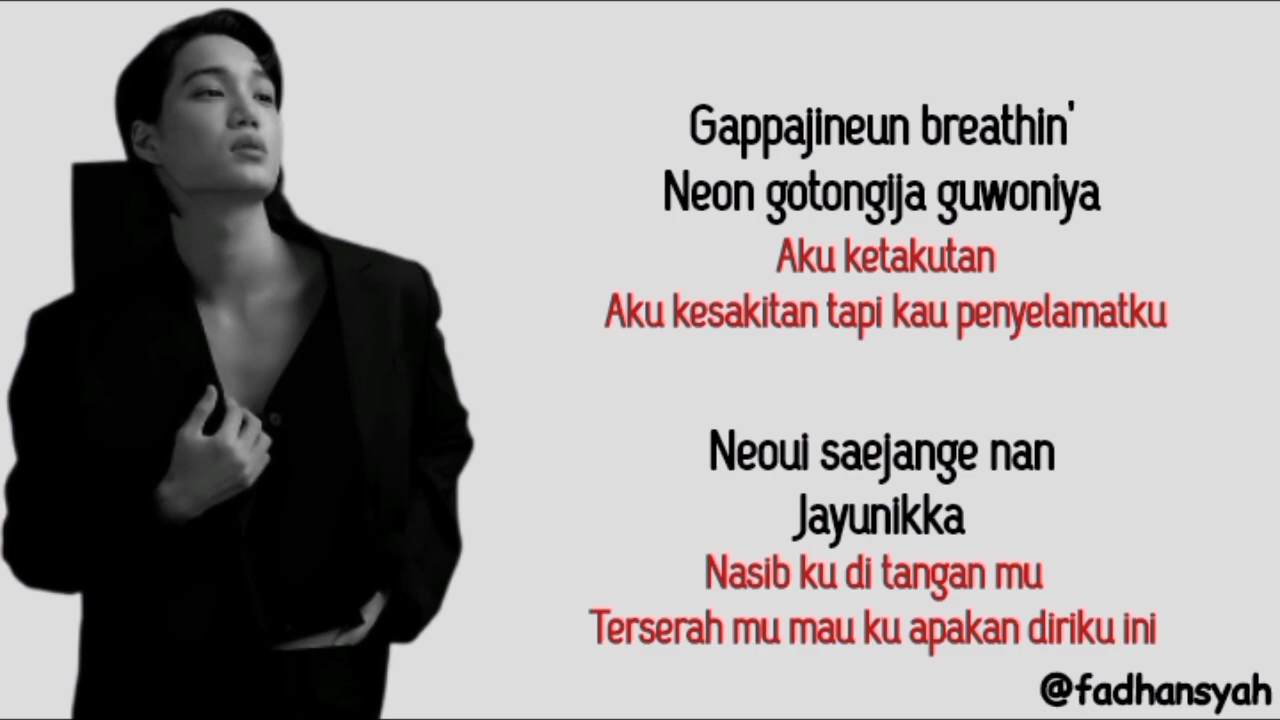 Gappajineun breathin'
Neon gotongija guwoniya
Aku ketakutan
Aku kesakitan tapi kau penyelamatku
Neoui saejange nan
Jayunikka
Nasib ku di tangan mu
Terserah mu mau ku apakan diriku ini
@fadhansyah